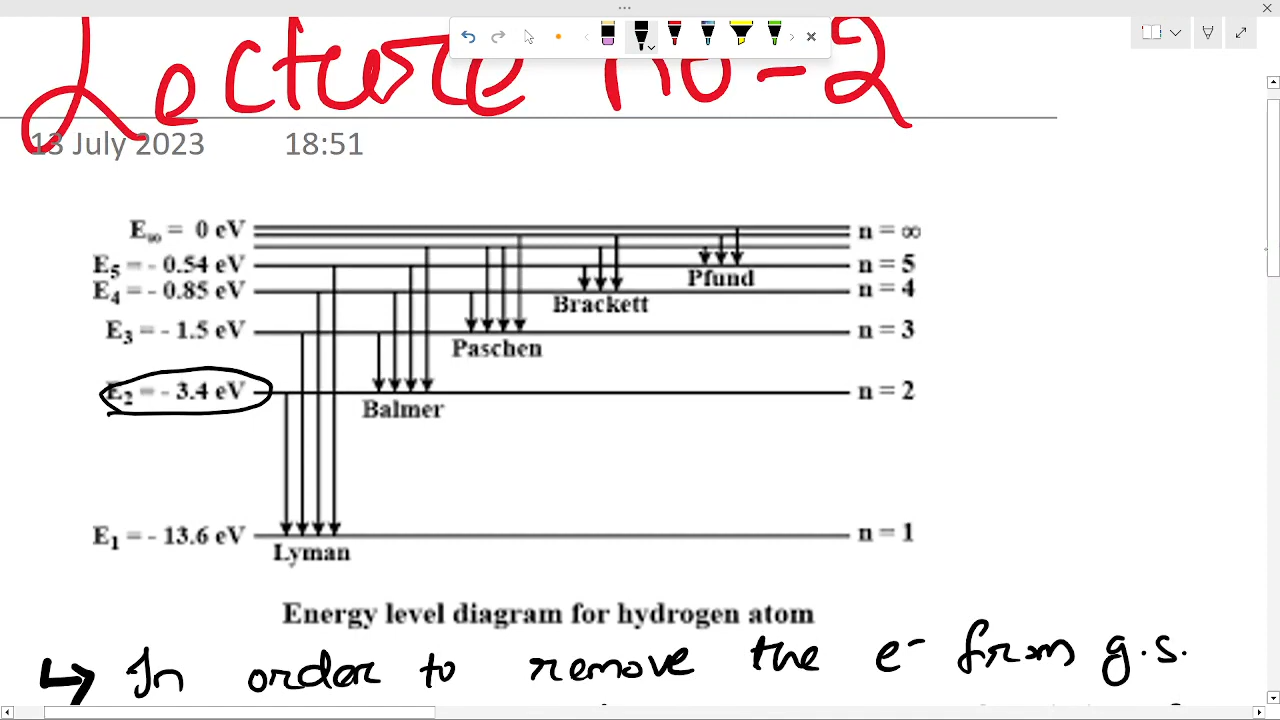 Lecture no-2
13 July 2023 18:51
E∞ = 0 eV n = ∞
E5 = - 0.54 eV n = 5
Pfund
E4 = - 0.85 eV n = 4
Brackett
E3 = - 1.5 eV n = 3
Paschen
E2 = - 3.4 eV n = 2
Balmer
E1 = - 13.6 eV n = 1
Lyman
Energy level diagram for hydrogen atom
↳ In order to remove the e- from g.s.